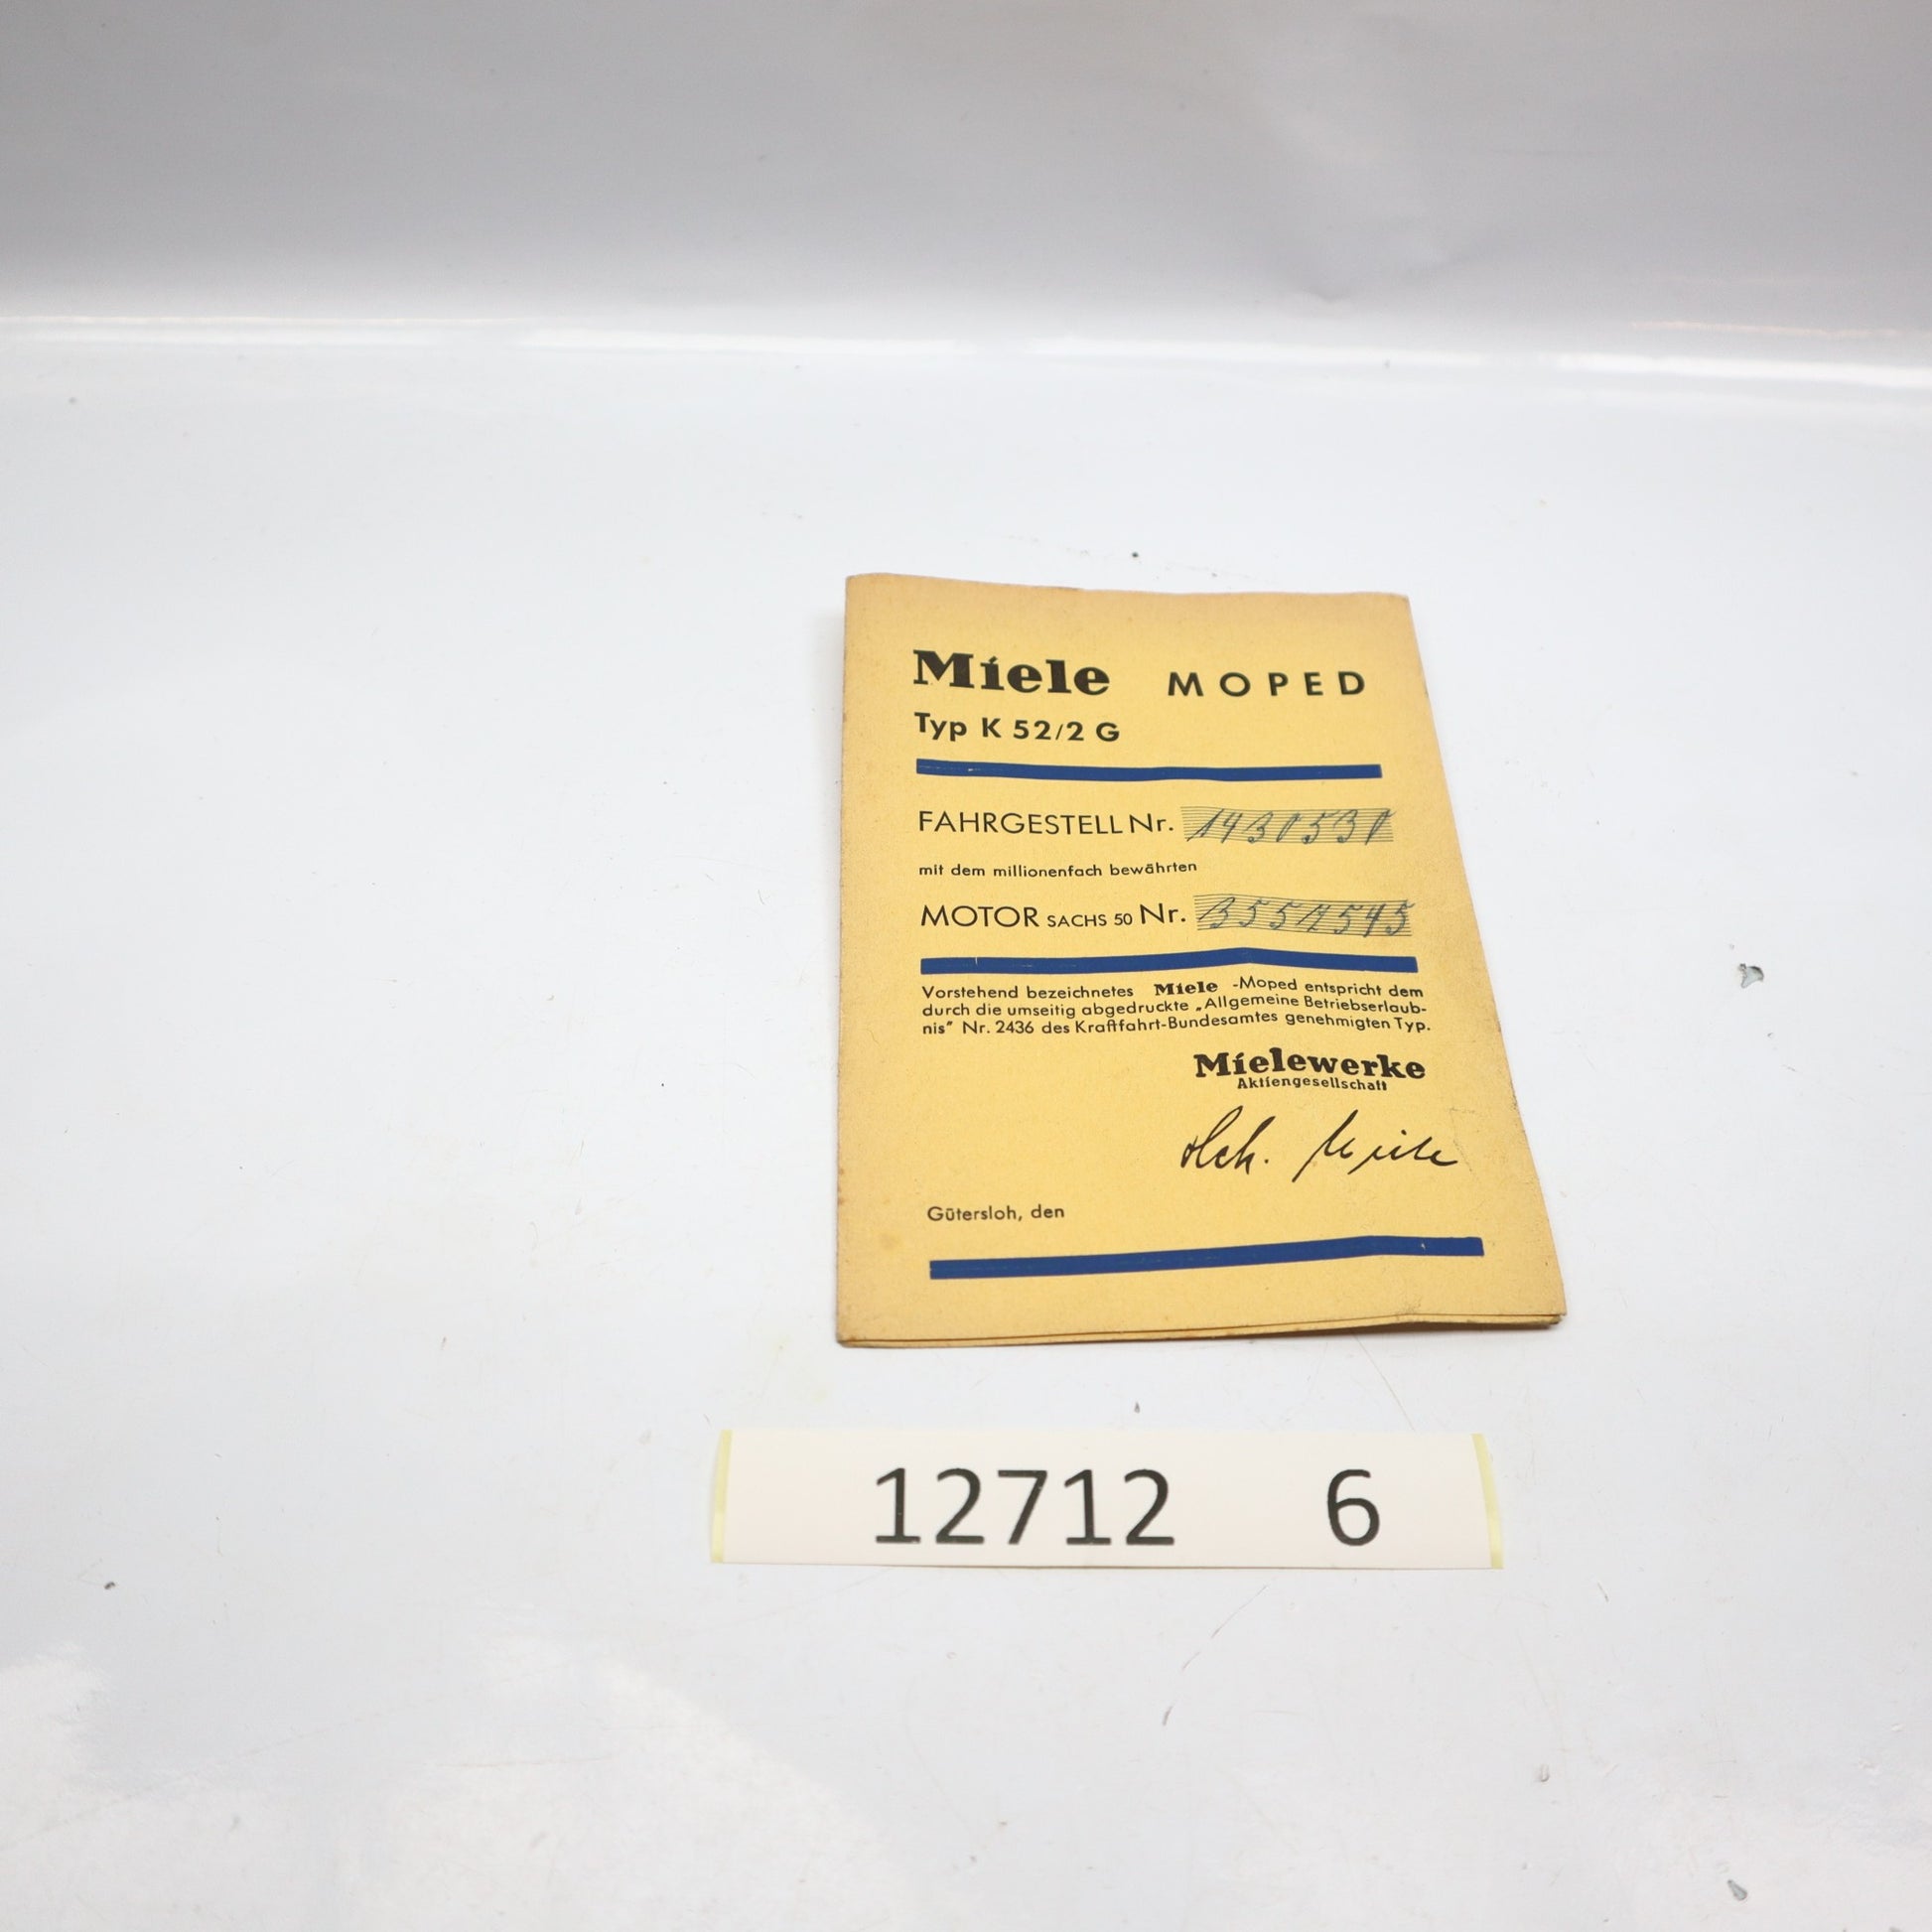 Miele MOPED
Typ K 52/2 G
FAHRGESTELL Nr. 1430530
mit dem millionenfach bewährten
MOTOR SACHS 50 Nr.
Vorstehend bezeichnetes Miele -Moped entspricht dem
durch die umseitig abgedruckte „Allgemeine Betriebserlaub-
nis" Nr. 2436 des Kraftfahrt-Bundesamtes genehmigten Typ.
Mielewerke
Aktiengesellschaft
Gütersloh, den
12712 6